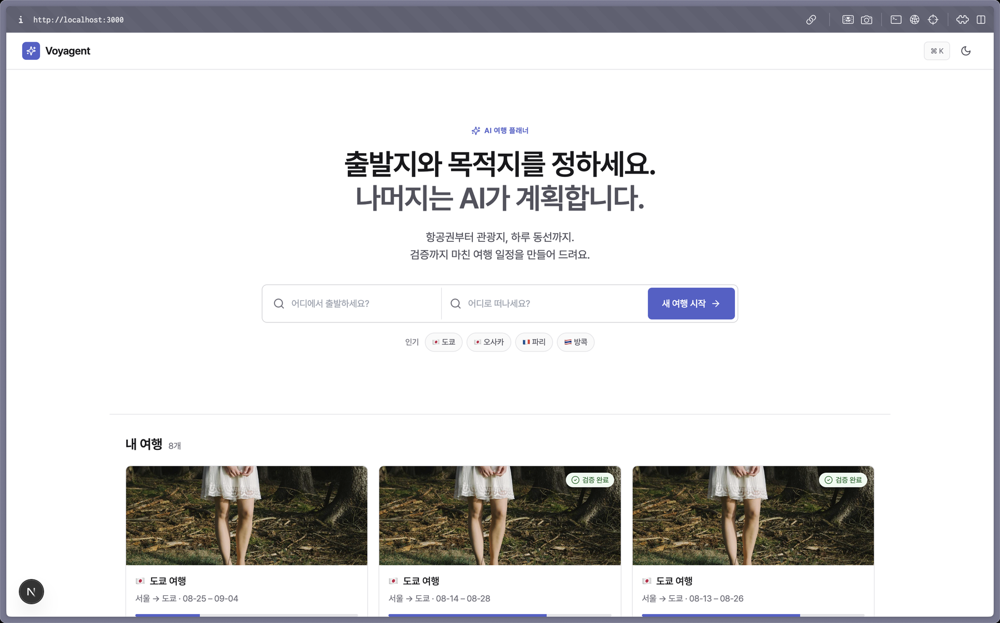 i http://localhost:3000
Voyagent
⌘ K
AI 여행 플래너
출발지와 목적지를 정하세요.
나머지는 AI가 계획합니다.
항공권부터 관광지, 하루 동선까지.
검증까지 마친 여행 일정을 만들어 드려요.
어디에서 출발하세요?
어디로 떠나세요?
새 여행 시작 →
인기
도쿄
오사카
파리
방콕
내 여행 8개
검증 완료
검증 완료
도쿄 여행
서울 → 도쿄 · 08-25 – 09-04
도쿄 여행
서울 → 도쿄 · 08-14 – 08-28
도쿄 여행
서울 → 도쿄 · 08-13 – 08-26
N